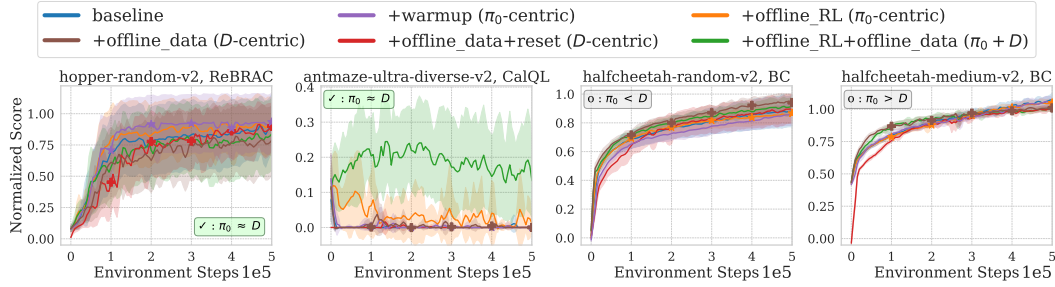 baseline
+warmup (π0-centric)
+offline_RL (π0-centric)
+offline_data (D-centric)
+offline_data+reset (D-centric)
+offline_RL+offline_data (π0 + D)
hopper-random-v2, ReBRAC
antmaze-ultra-diverse-v2, CalQL
halfcheetah-random-v2, BC
halfcheetah-medium-v2, BC
Normalized Score
1.00
0.75
0.50
0.25
0.00
✓ : π0 ≈ D
0 1 2 3 4 5
Environment Steps 1e5
0.4
0.3
0.2
0.1
0.0
✓ : π0 ≈ D
0 1 2 3 4 5
Environment Steps 1e5
1.0
0.8
0.6
0.4
0.2
0.0
o : π0 < D
0 1 2 3 4 5
Environment Steps 1e5
1.00
0.75
0.50
0.25
0.00
o : π0 > D
0 1 2 3 4 5
Environment Steps 1e5